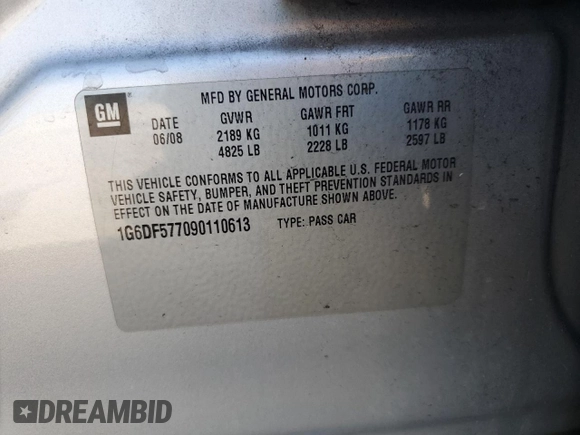 GM
MFD BY GENERAL MOTORS CORP.
DATE GVWR GAWR FRT GAWR RR
06/08 2189 KG 1011 KG 1178 KG
4825 LB 2228 LB 2597 LB
THIS VEHICLE CONFORMS TO ALL APPLICABLE U.S. FEDERAL MOTOR
VEHICLE SAFETY, BUMPER, AND THEFT PREVENTION STANDARDS IN
EFFECT ON THE DATE OF MANUFACTURE SHOWN ABOVE.
1G6DF577090110613 TYPE: PASS CAR
DREAMBID